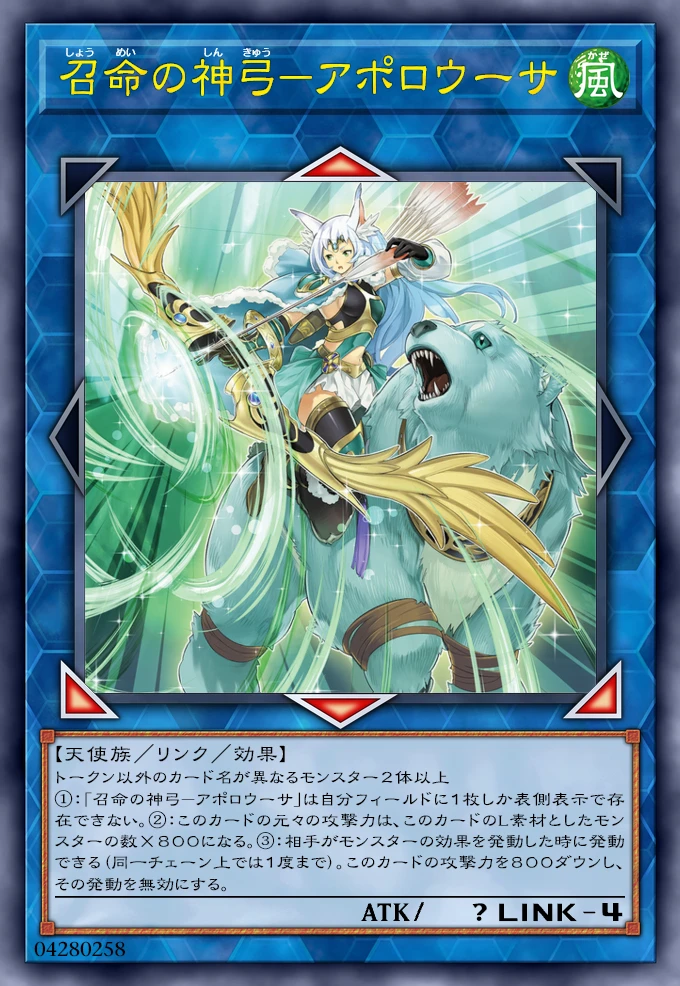 しょう めい しん きゅう
召命の神弓－アポロウーサ
かぜ
風
【天使族／リンク／効果】
トークン以外のカード名が異なるモンスター２体以上
①：「召命の神弓－アポロウーサ」は自分フィールドに１枚しか表側表示で存
在できない。②：このカードの元々の攻撃力は、このカードのＬ素材としたモン
スターの数×８００になる。③：相手がモンスターの効果を発動した時に発動
できる（同一チェーン上では１度まで）。このカードの攻撃力を８００ダウンし、
その発動を無効にする。
ATK/ ? LINK－4
04280258